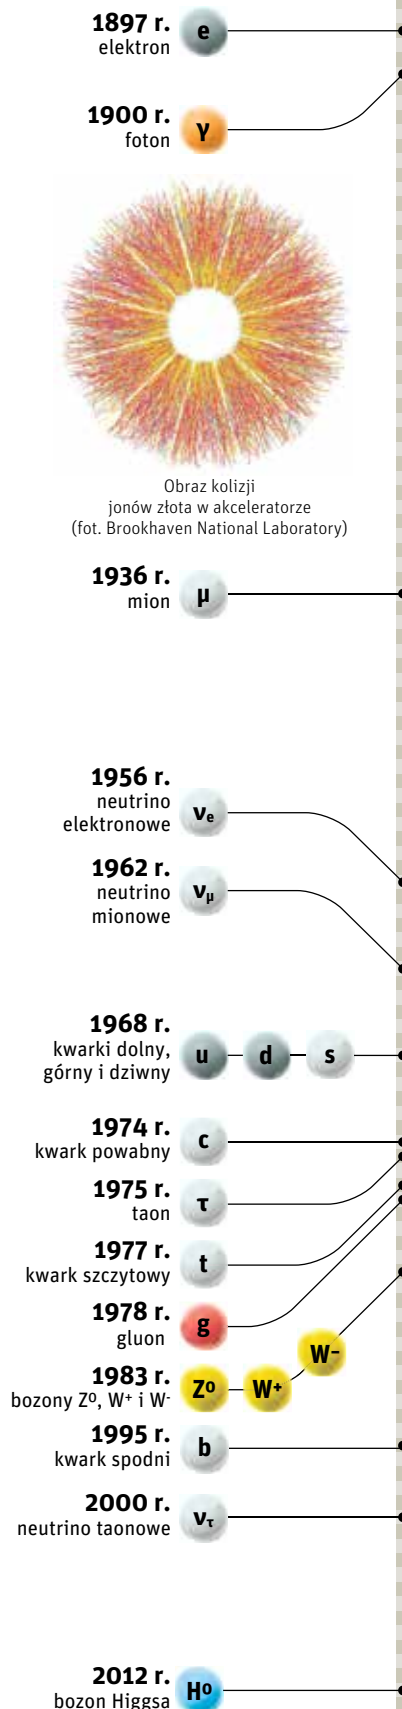 1897 r.
elektron
e
1900 r.
foton
γ
Obraz kolizji
jonów złota w akceleratorze
(fot. Brookhaven National Laboratory)
1936 r.
mion
μ
1956 r.
neutrino
elektronowe
νe
1962 r.
neutrino
mionowe
νμ
1968 r.
kwarki dolny,
górny i dziwny
u d s
1974 r.
kwark powabny
c
1975 r.
taon
τ
1977 r.
kwark szczytowy
t
1978 r.
gluon
g
1983 r.
bozony Z⁰, W⁺ i W⁻
Z⁰ W⁺ W⁻
1995 r.
kwark spodni
b
2000 r.
neutrino taonowe
ντ
2012 r.
bozon Higgsa
H⁰